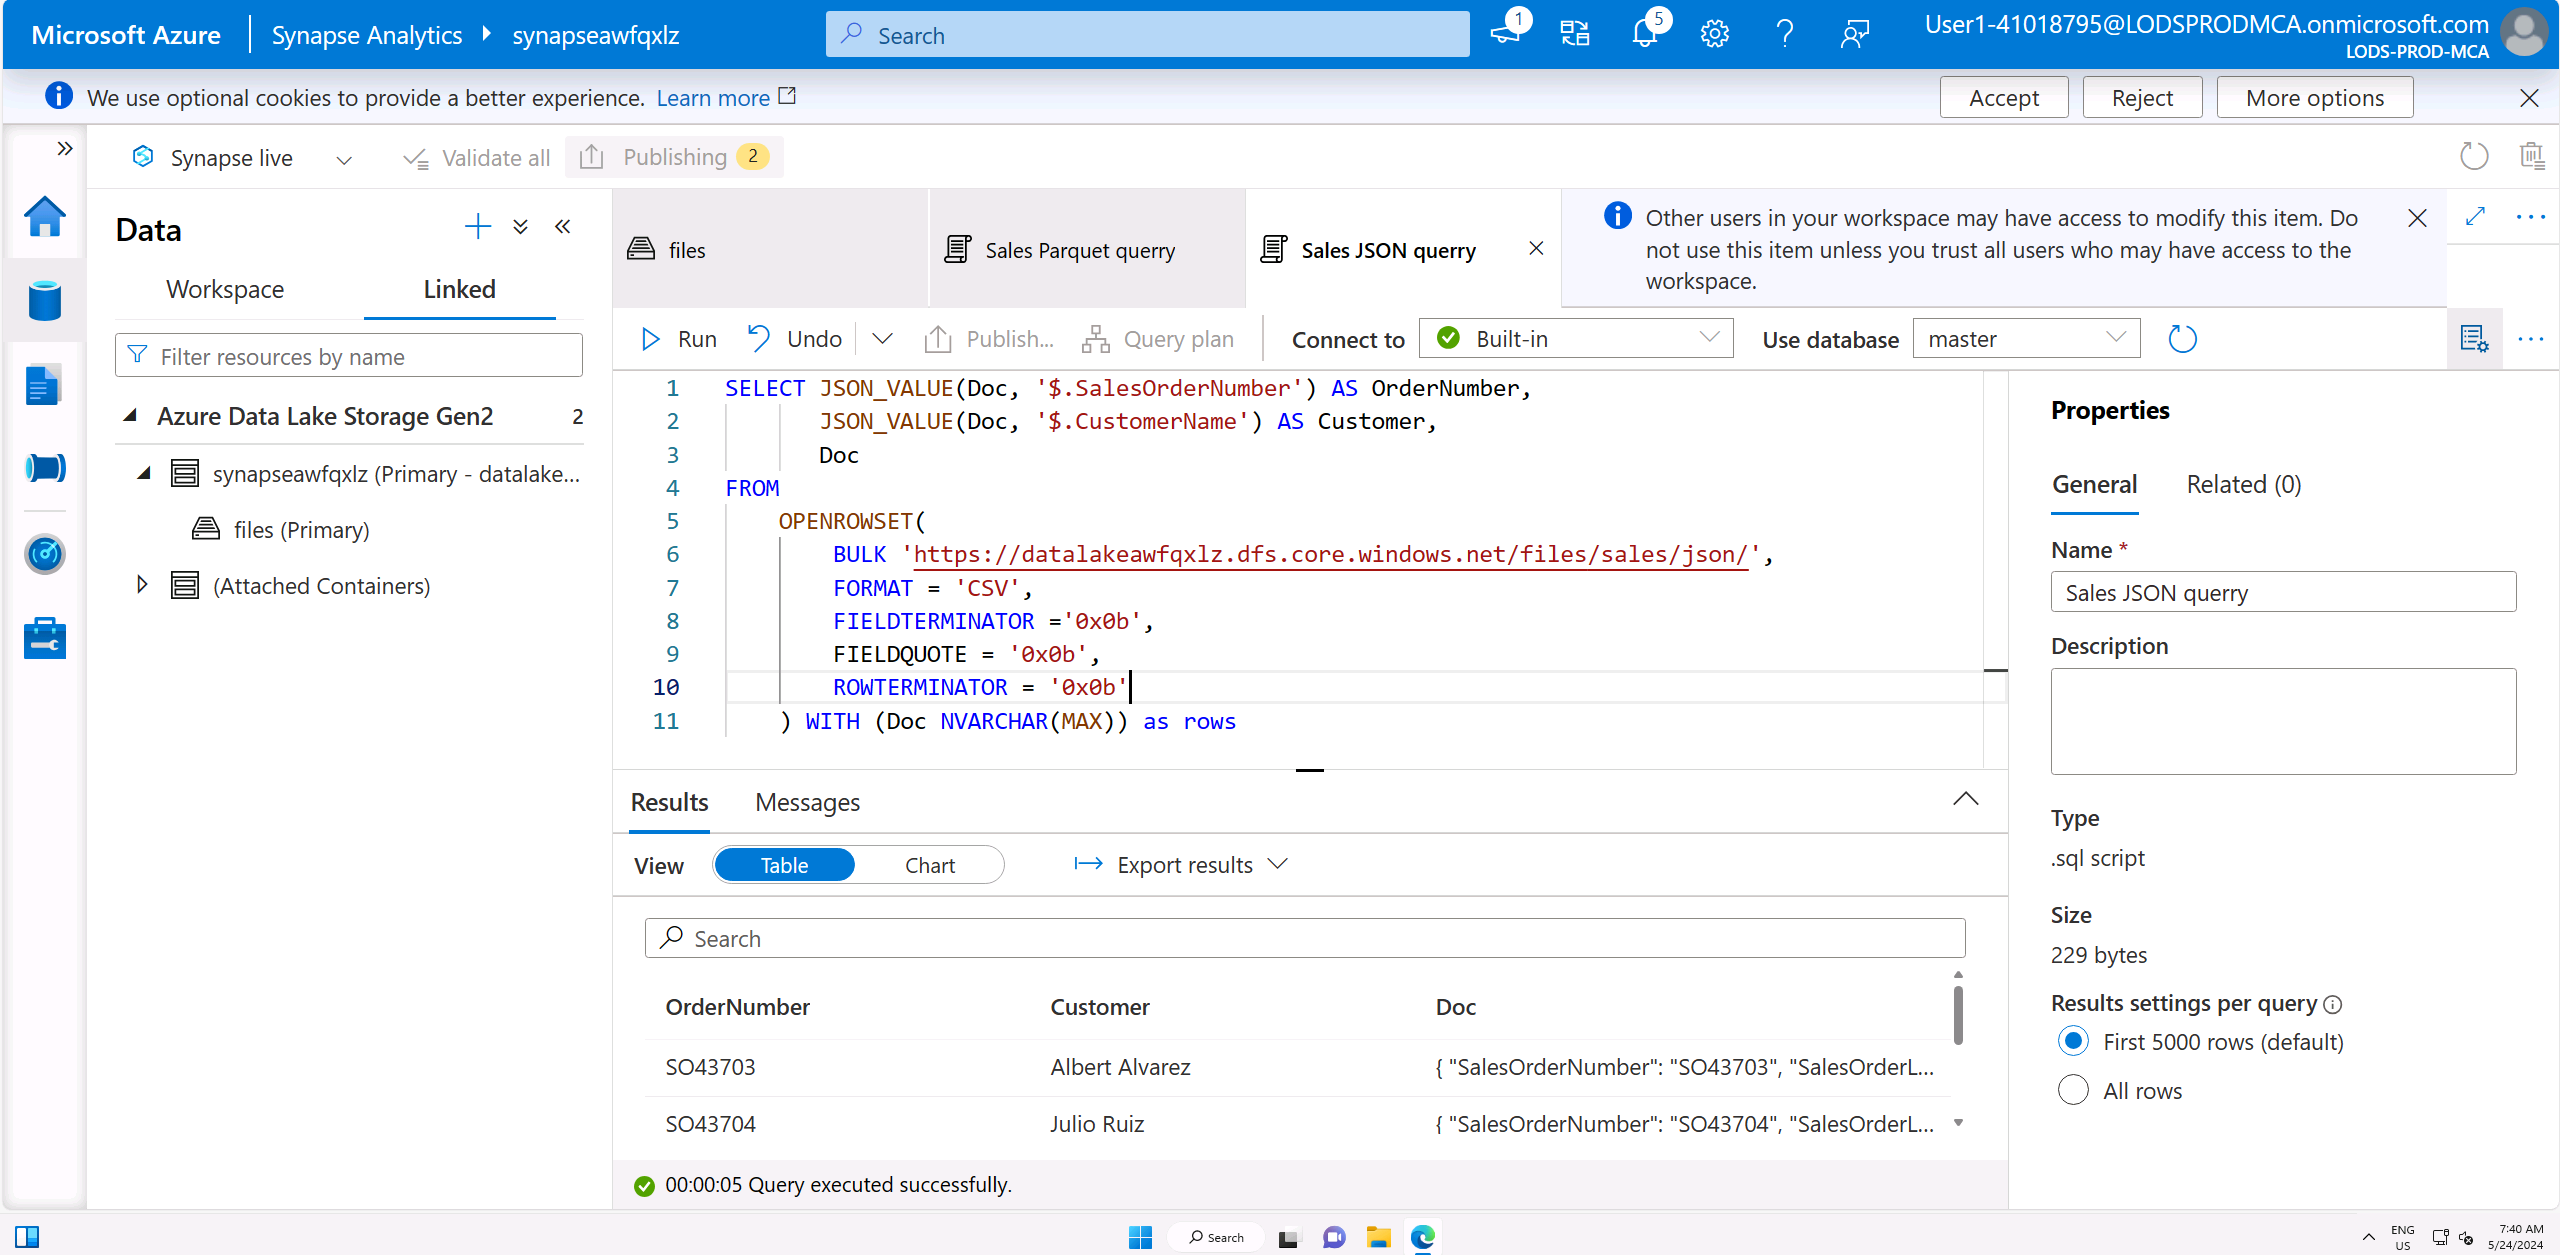 Microsoft Azure
Synapse Analytics
synapseawfqxlz
Search
1
5
User1-41018795@LODSPRODMCA.onmicrosoft.com
LODS-PROD-MCA
We use optional cookies to provide a better experience. Learn more
Accept
Reject
More options
Synapse live
Validate all
Publishing 2
Data
Workspace
Linked
Filter resources by name
Azure Data Lake Storage Gen2 2
synapseawfqxlz (Primary - datalake...
files (Primary)
(Attached Containers)
files
Sales Parquet querry
Sales JSON querry
Other users in your workspace may have access to modify this item. Do
not use this item unless you trust all users who may have access to the
workspace.
Run
Undo
Publish...
Query plan
Connect to
Built-in
Use database
master
1 SELECT JSON_VALUE(Doc, '$.SalesOrderNumber') AS OrderNumber,
2 JSON_VALUE(Doc, '$.CustomerName') AS Customer,
3 Doc
4 FROM
5 OPENROWSET(
6 BULK 'https://datalakeawfqxlz.dfs.core.windows.net/files/sales/json/',
7 FORMAT = 'CSV',
8 FIELDTERMINATOR ='0x0b',
9 FIELDQUOTE = '0x0b',
10 ROWTERMINATOR = '0x0b'
11 ) WITH (Doc NVARCHAR(MAX)) as rows
Results
Messages
View
Table
Chart
Export results
Search
OrderNumber Customer Doc
SO43703 Albert Alvarez { "SalesOrderNumber": "SO43703", "SalesOrderL...
SO43704 Julio Ruiz { "SalesOrderNumber": "SO43704", "SalesOrderL...
00:00:05 Query executed successfully.
Properties
General
Related (0)
Name *
Sales JSON querry
Description
Type
.sql script
Size
229 bytes
Results settings per query
First 5000 rows (default)
All rows
Search
ENG
US
7:40 AM
5/24/2024